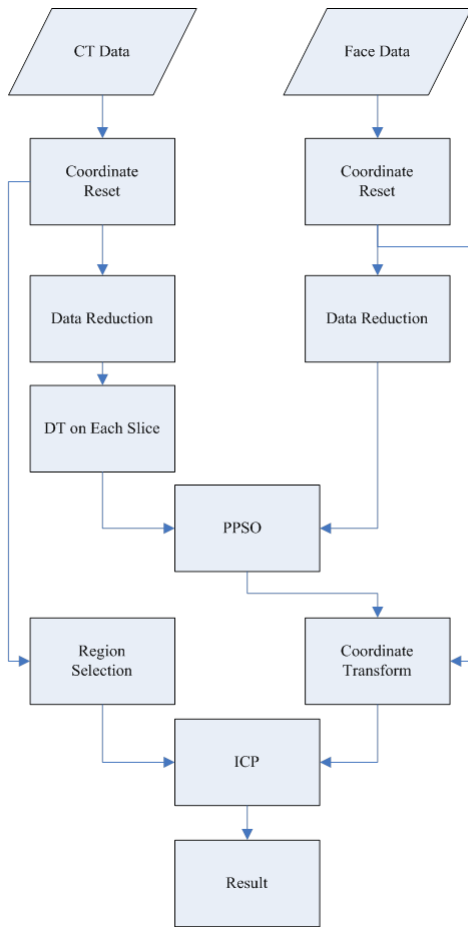 CT Data
Face Data
Coordinate
Reset
Coordinate
Reset
Data Reduction
Data Reduction
DT on Each Slice
PPSO
Region
Selection
Coordinate
Transform
ICP
Result